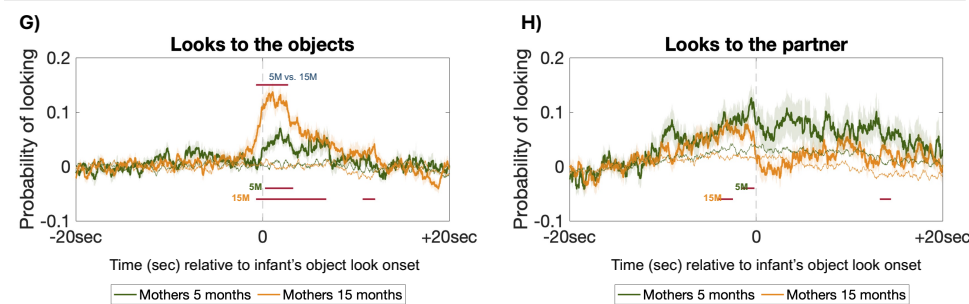 G)
Looks to the objects
Probability of looking
0.2
0.1
0
-0.1
5M vs. 15M
5M
15M
-20sec
0
+20sec
Time (sec) relative to infant's object look onset
Mothers 5 months
Mothers 15 months
H)
Looks to the partner
Probability of looking
0.2
0.1
0
-0.1
5M
15M
-20sec
0
+20sec
Time (sec) relative to infant's object look onset
Mothers 5 months
Mothers 15 months